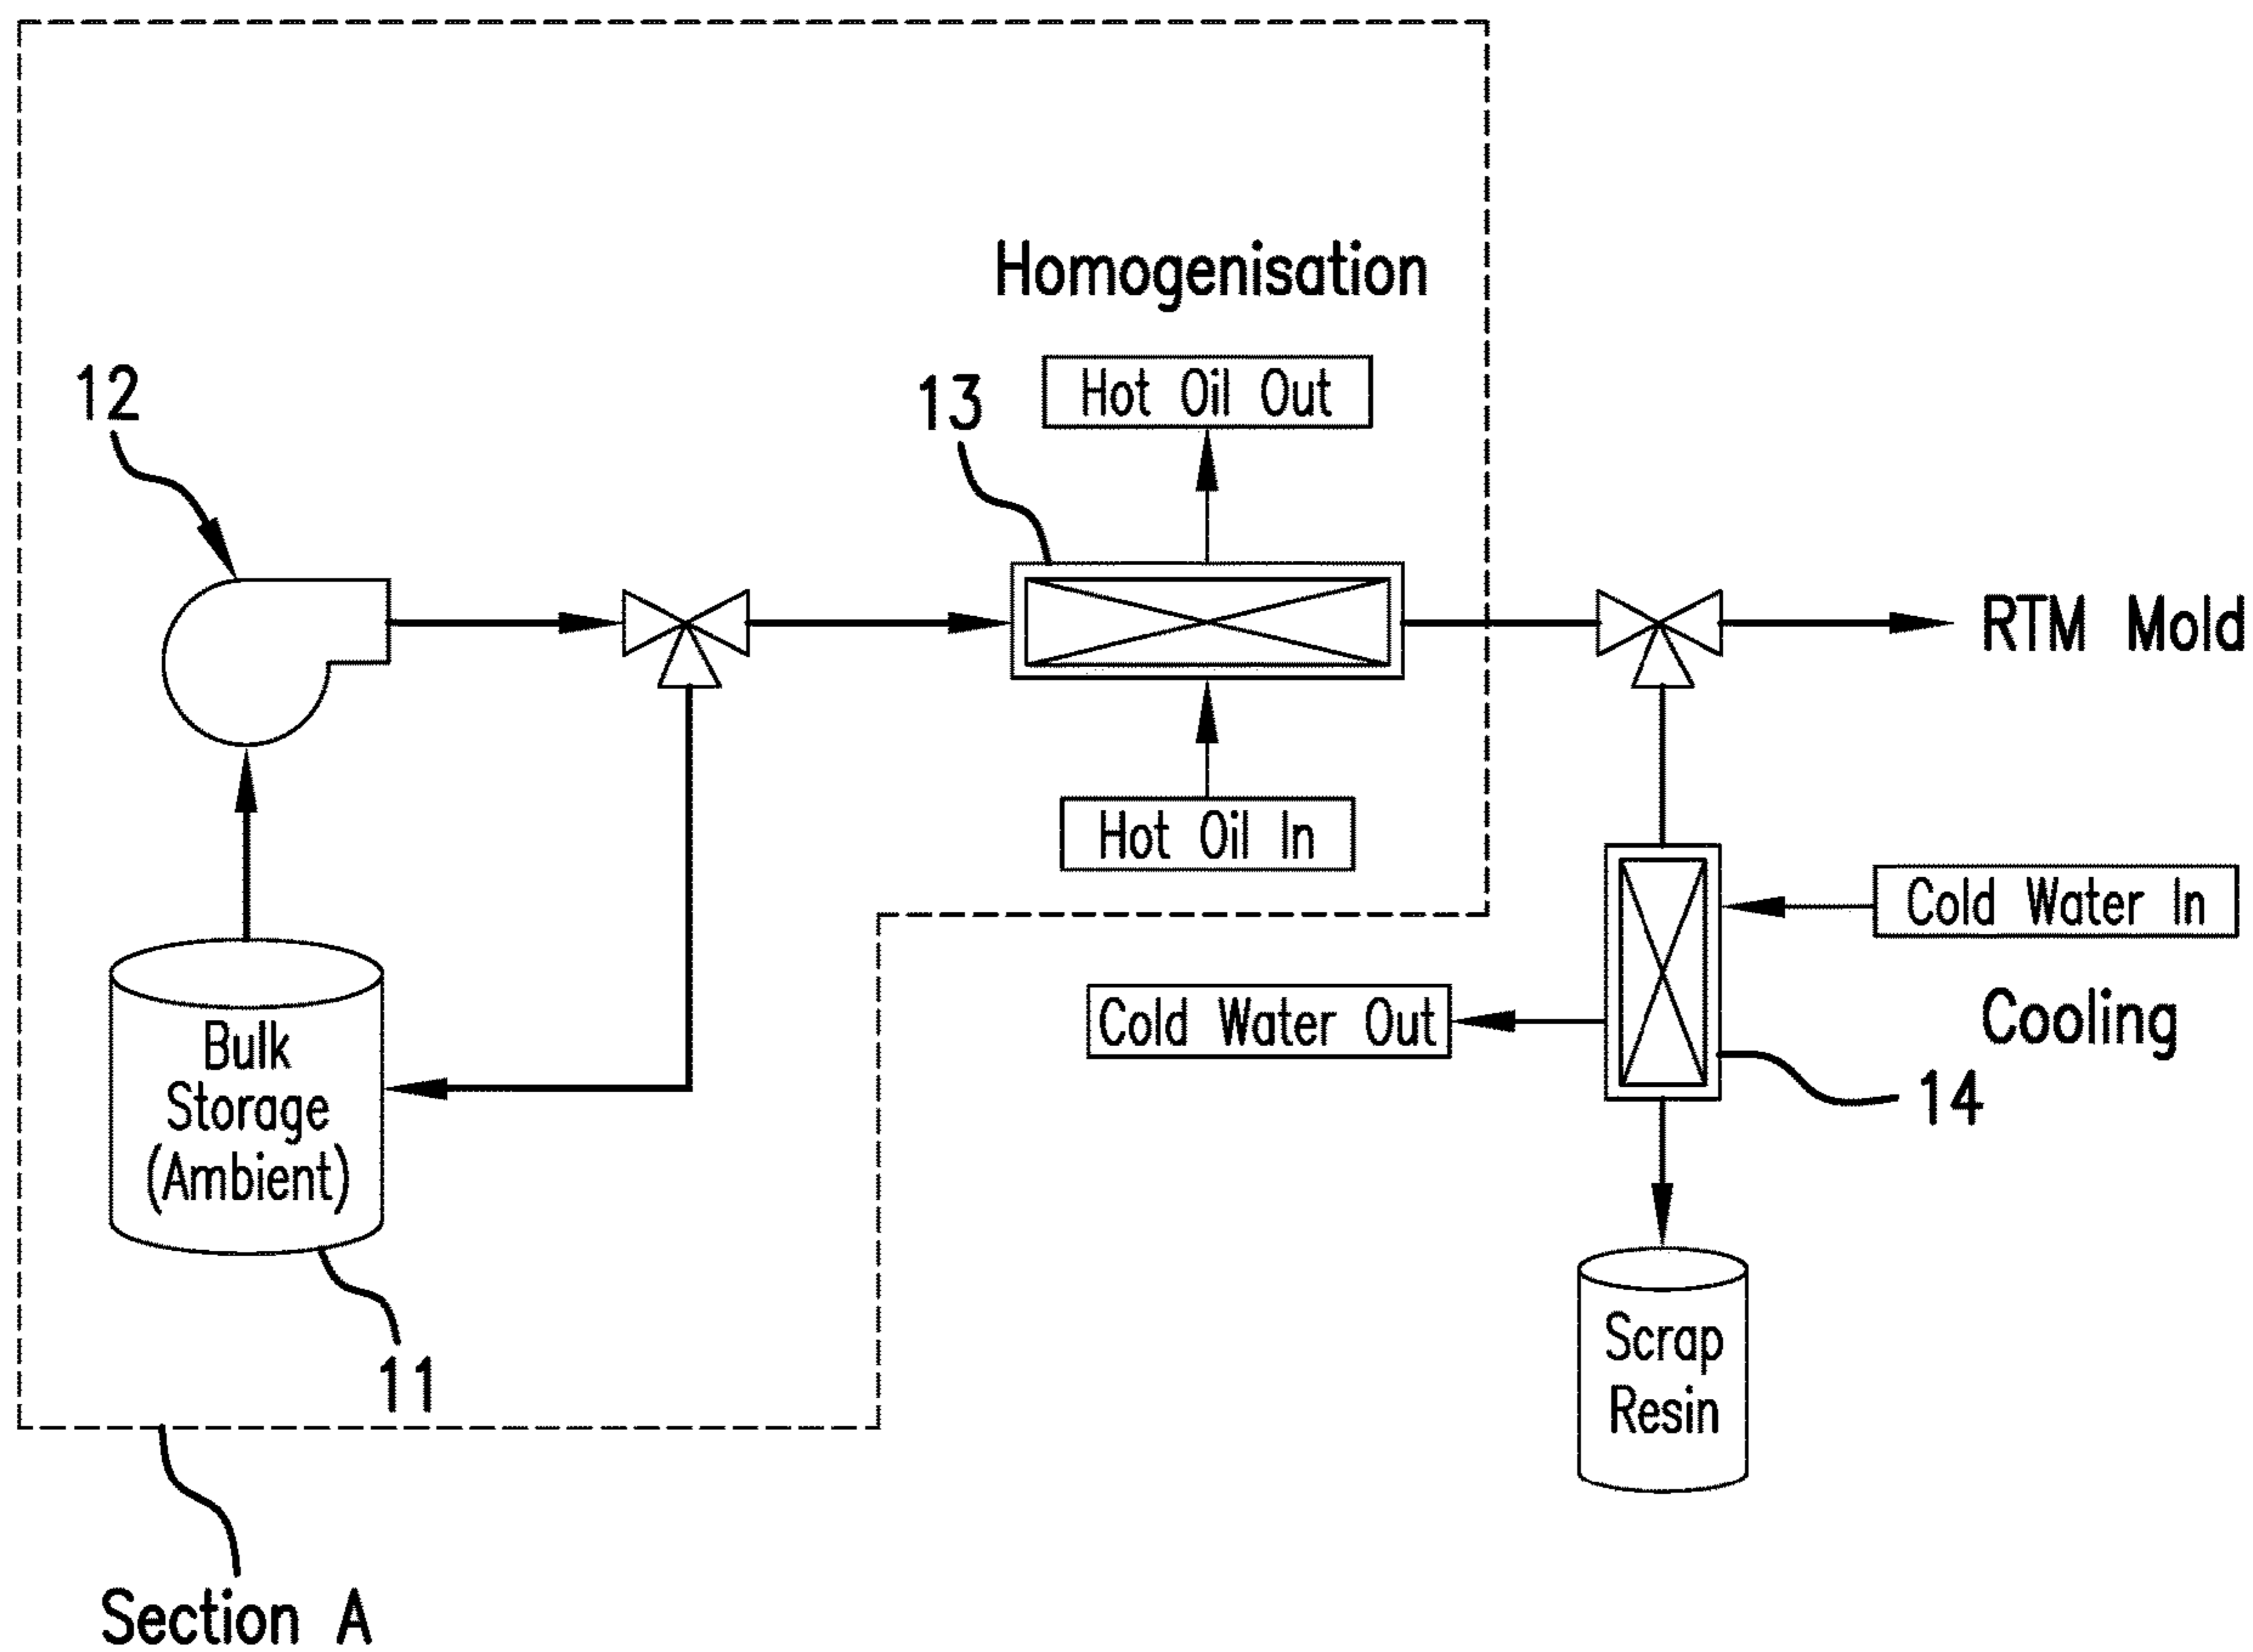 Homogenisation
Hot Oil Out
12
13
RTM Mold
Hot Oil In
Cold Water In
Cold Water Out
Cooling
Bulk
Storage
(Ambient)
14
11
Scrap
Resin
Section A